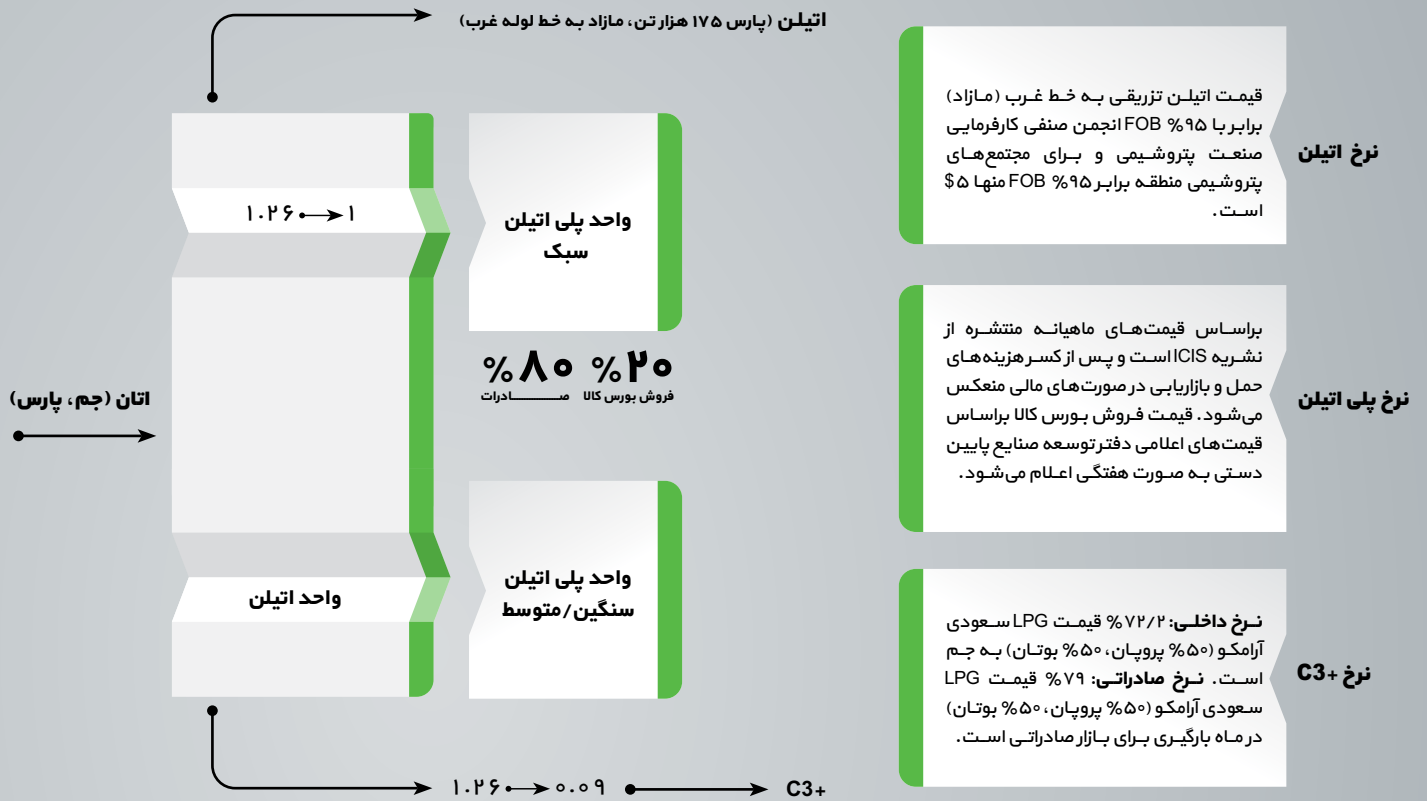 اتیلن (پارس ۱۷۵ هزار تن، مازاد به خط لوله غرب)
نرخ اتیلن
قیمت اتیلن تزریقی به خط غرب (مازاد)
برابر با ۹۵% FOB انجمن صنفی کارفرمایی
صنعت پتروشیمی و برای مجتمع‌های
پتروشیمی منطقه برابر ۹۵% FOB منها ۵$
است.
۱.۲۶ → ۱
واحد پلی اتیلن
سبک
۲۰% ۸۰%
فروش بورس کالا صادرات
اتان (جم، پارس)
نرخ پلی اتیلن
براساس قیمت‌های ماهیانه منتشره از
نشریه ICIS است و پس از کسر هزینه‌های
حمل و بازاریابی در صورت‌های مالی منعکس
می‌شود. قیمت فروش بورس کالا براساس
قیمت‌های اعلامی دفتر توسعه صنایع پایین
دستی به صورت هفتگی اعلام می‌شود.
واحد پلی اتیلن
سنگین/متوسط
واحد اتیلن
نرخ C3+
نرخ داخلی: ۷۲/۲% قیمت LPG سعودی
آرامکو (۵۰% پروپان، ۵۰% بوتان) به جم
است. نرخ صادراتی: ۷۹% قیمت LPG
سعودی آرامکو (۵۰% پروپان، ۵۰% بوتان)
در ماه بارگیری برای بازار صادراتی است.
۱.۲۶ → ۰.۰۹ → C3+